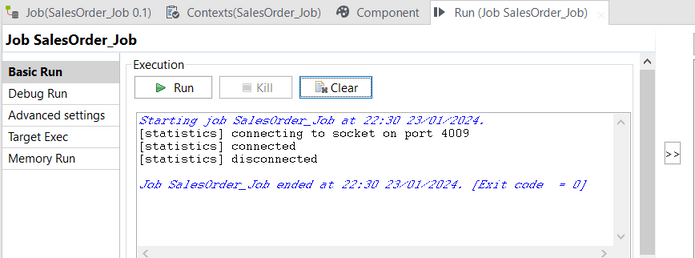 Job(SalesOrder_Job 0.1) Contexts(SalesOrder_Job) Component Run (Job SalesOrder_Job)
Job SalesOrder_Job
Basic Run
Debug Run
Advanced settings
Target Exec
Memory Run
Execution
Run Kill Clear
Starting job SalesOrder_Job at 22:30 23/01/2024.
[statistics] connecting to socket on port 4009
[statistics] connected
[statistics] disconnected
Job SalesOrder_Job ended at 22:30 23/01/2024. [Exit code  = 0]
>>